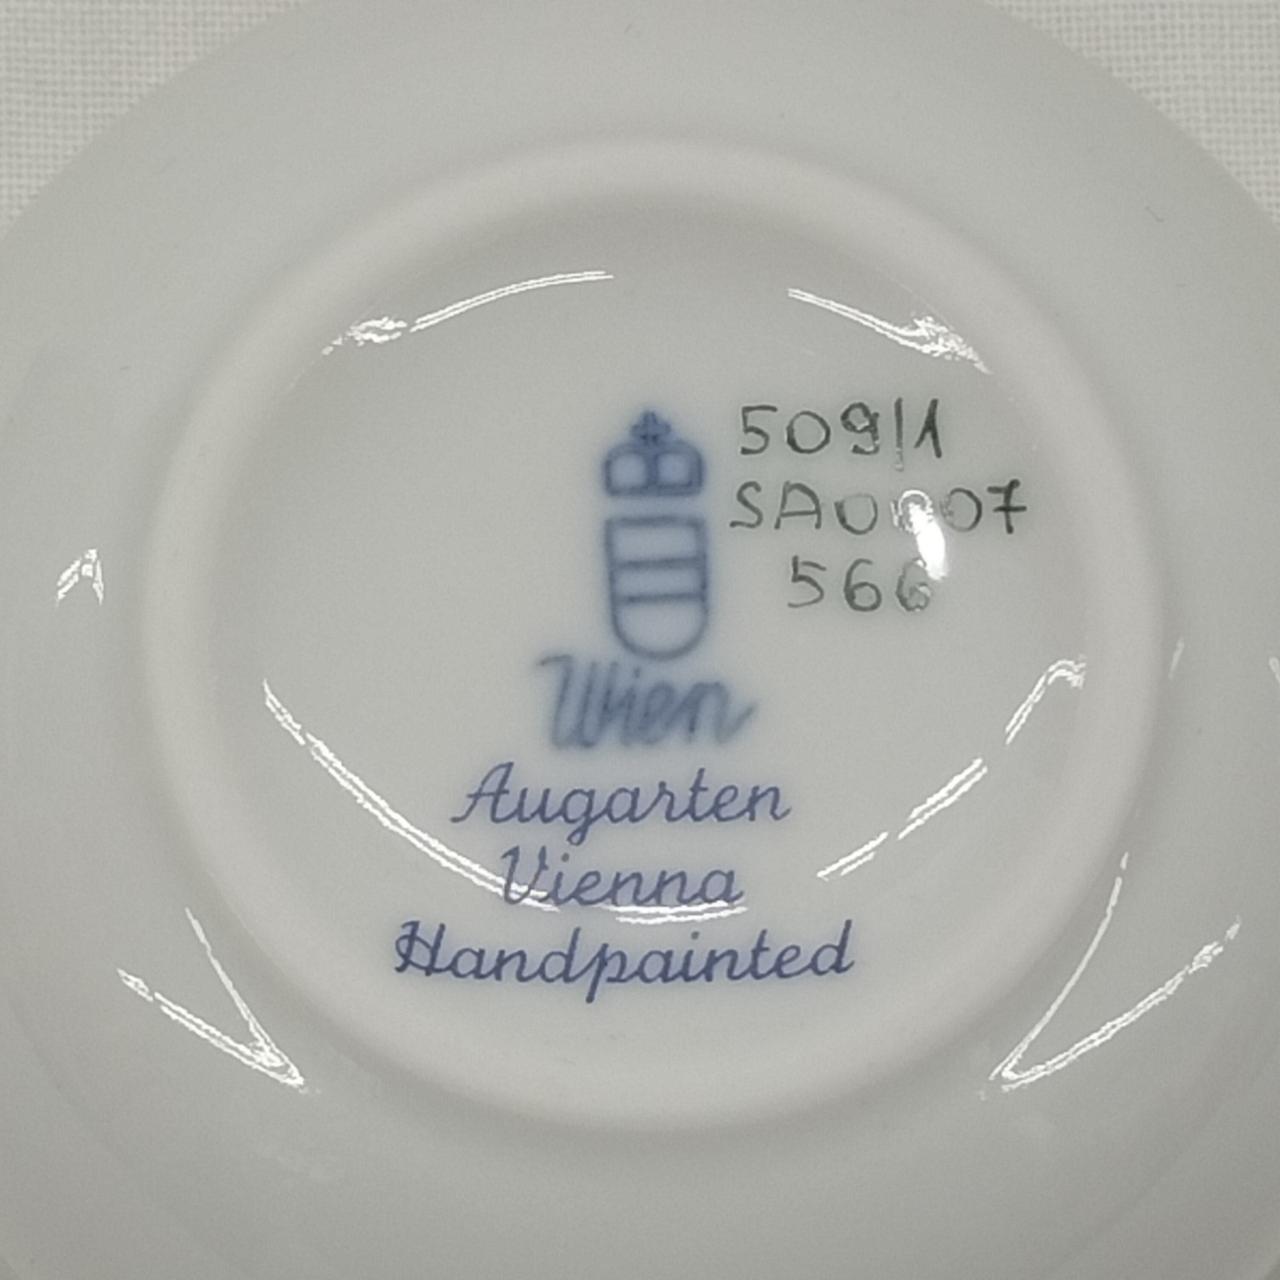 509/1
566
Wien
Augarten
Vienna
Handpainted